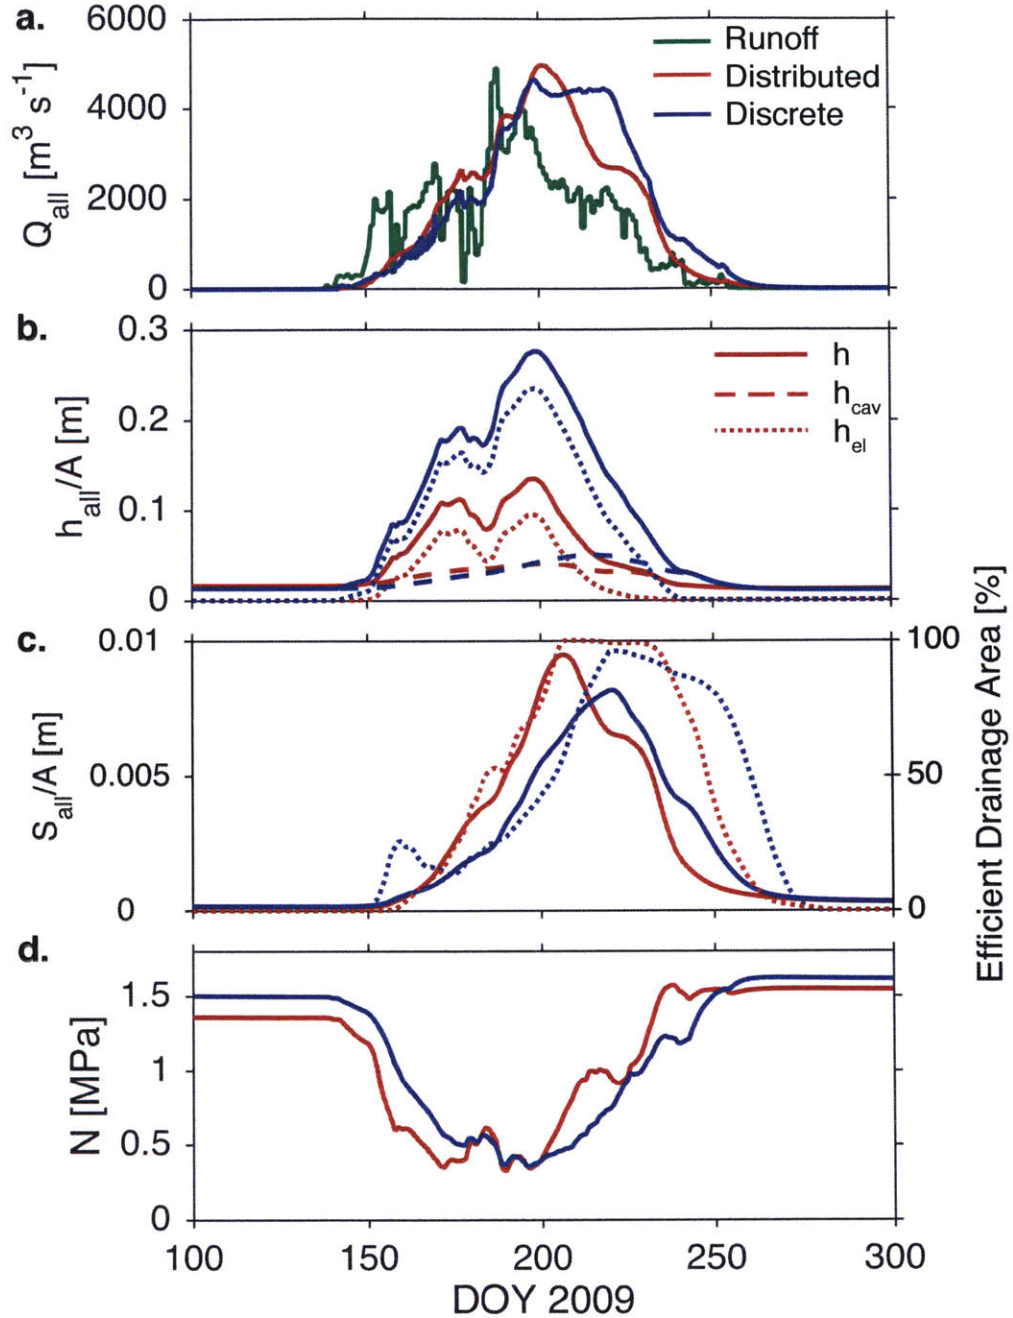 a.
6000
4000
2000
0
Q_all [m³ s⁻¹]
Runoff
Distributed
Discrete
b.
0.3
0.2
0.1
0
h_all/A [m]
h
h_cav
h_el
c.
0.01
0.005
0
S_all/A [m]
100
50
0
Efficient Drainage Area [%]
d.
1.5
1
0.5
0
N [MPa]
100 150 200 250 300
DOY 2009